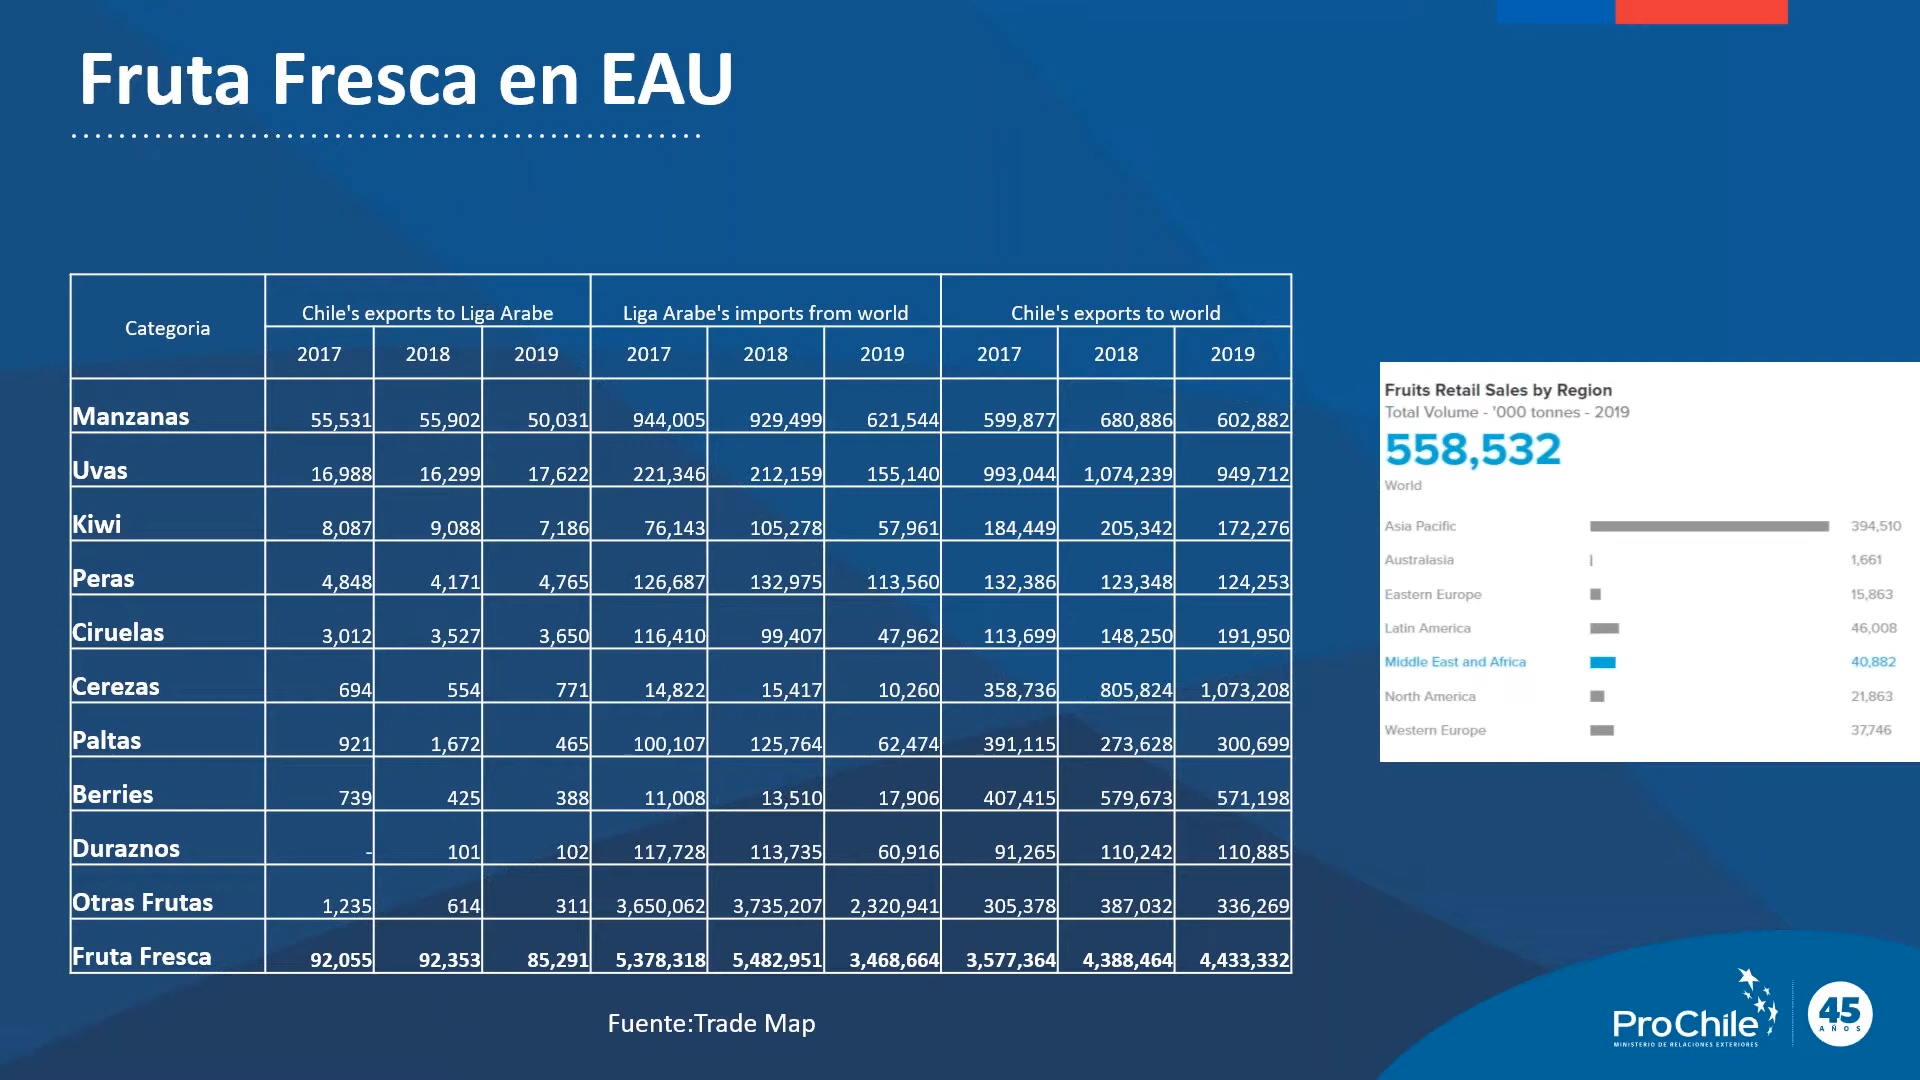 Fruta Fresca en EAU
Categoria Chile's exports to Liga Arabe Liga Arabe's imports from world Chile's exports to world
2017 2018 2019 2017 2018 2019 2017 2018 2019
Manzanas 55,531 55,902 50,031 944,005 929,499 621,544 599,877 680,886 602,882
Uvas 16,988 16,299 17,622 221,346 212,159 155,140 993,044 1,074,239 949,712
Kiwi 8,087 9,088 7,186 76,143 105,278 57,961 184,449 205,342 172,276
Peras 4,848 4,171 4,765 126,687 132,975 113,560 132,386 123,348 124,253
Ciruelas 3,012 3,527 3,650 116,410 99,407 47,962 113,699 148,250 191,950
Cerezas 694 554 771 14,822 15,417 10,260 358,736 805,824 1,073,208
Paltas 921 1,672 465 100,107 125,764 62,474 391,115 273,628 300,699
Berries 739 425 388 11,008 13,510 17,906 407,415 579,673 571,198
Duraznos - 101 102 117,728 113,735 60,916 91,265 110,242 110,885
Otras Frutas 1,235 614 311 3,650,062 3,735,207 2,320,941 305,378 387,032 336,269
Fruta Fresca 92,055 92,353 85,291 5,378,318 5,482,951 3,468,664 3,577,364 4,388,464 4,433,332
Fuente:Trade Map
Fruits Retail Sales by Region
Total Volume - '000 tonnes - 2019
558,532
World
Asia Pacific 394,510
Australasia 1,661
Eastern Europe 15,863
Latin America 46,008
Middle East and Africa 40,882
North America 21,863
Western Europe 37,746
ProChile
MINISTERIO DE RELACIONES EXTERIORES
45
AÑOS